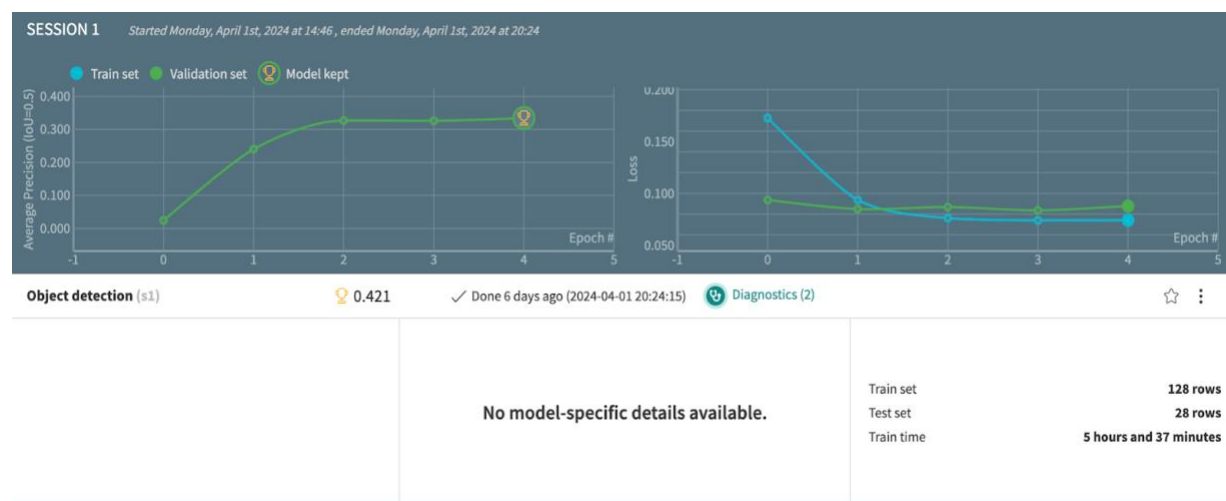 SESSION 1 Started Monday, April 1st, 2024 at 14:46 , ended Monday, April 1st, 2024 at 20:24
Train set Validation set Model kept
Average Precision (IoU=0.5)
0.400
0.300
0.200
0.100
0.000
Epoch #
-1 0 1 2 3 4 5
Loss
0.200
0.150
0.100
0.050
Epoch #
-1 0 1 2 3 4 5
Object detection (s1) 0.421 Done 6 days ago (2024-04-01 20:24:15) Diagnostics (2)
No model-specific details available.
Train set 128 rows
Test set 28 rows
Train time 5 hours and 37 minutes